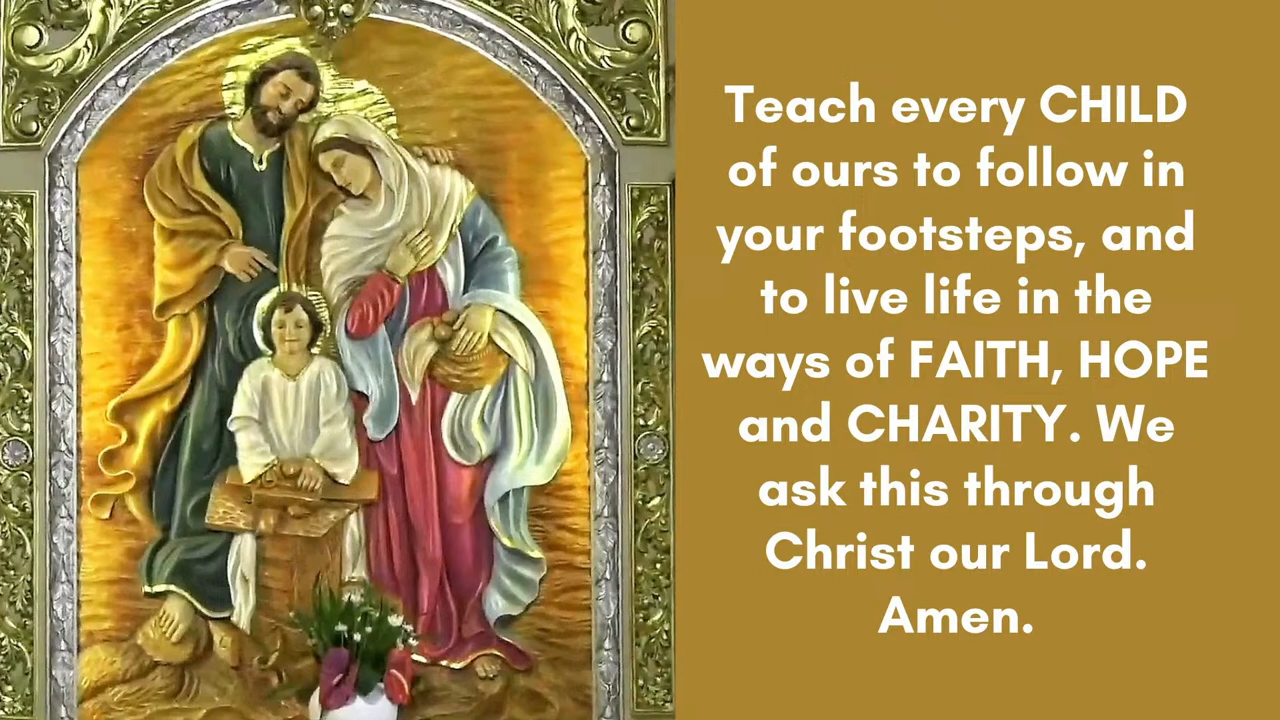 Teach every CHILD
of ours to follow in
your footsteps, and
to live life in the
ways of FAITH, HOPE
and CHARITY. We
ask this through
Christ our Lord.
Amen.